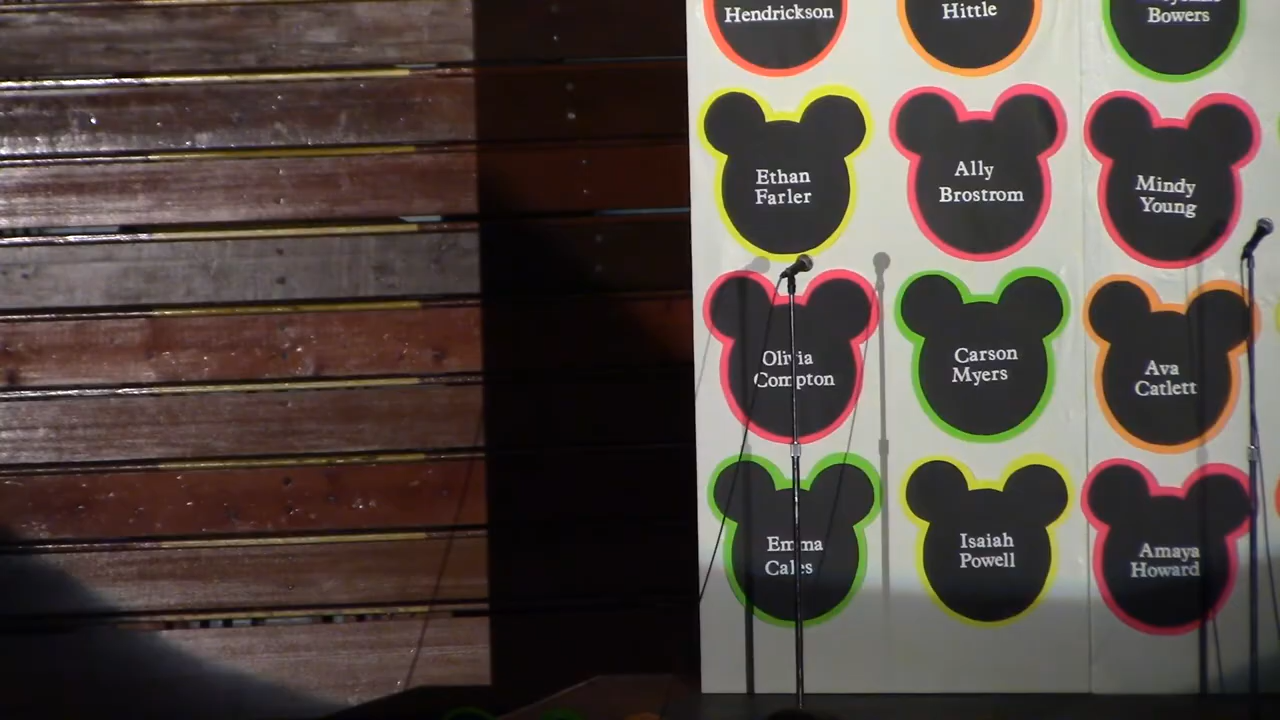 Hendrickson
Hittle
Bowers
Ethan
Farler
Ally
Brostrom
Mindy
Young
Olivia
Compton
Carson
Myers
Ava
Catlett
Emma
Cales
Isaiah
Powell
Amaya
Howard